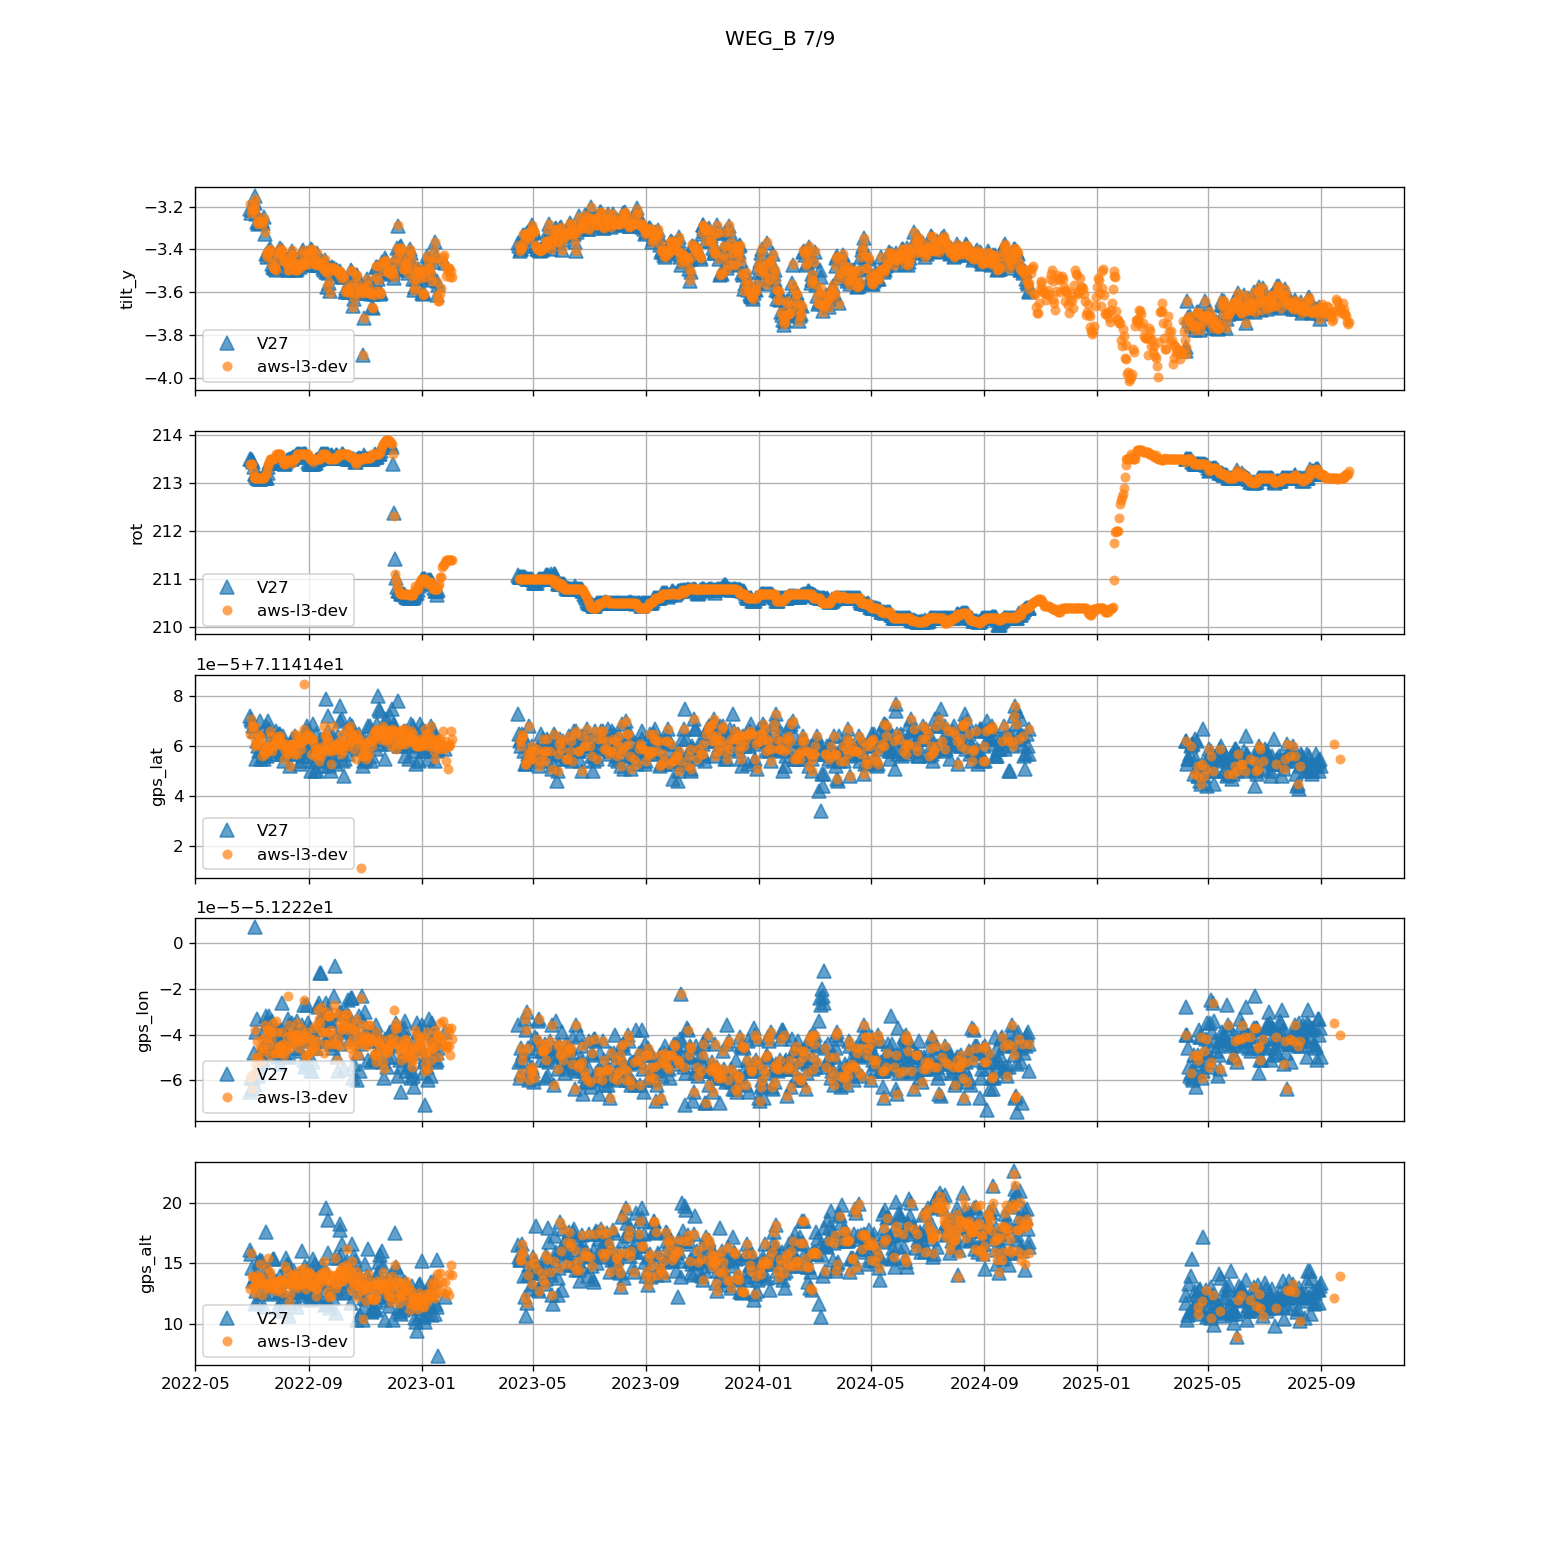 WEG_B 7/9
−3.2
−3.4
−3.6
−3.8
−4.0
tilt_y
V27
aws-l3-dev
214
213
212
211
210
rot
V27
aws-l3-dev
1e−5+7.11414e1
8
6
4
2
gps_lat
V27
aws-l3-dev
1e−5−5.1222e1
0
−2
−4
−6
gps_lon
V27
aws-l3-dev
20
15
10
gps_alt
V27
aws-l3-dev
2022-05 2022-09 2023-01 2023-05 2023-09 2024-01 2024-05 2024-09 2025-01 2025-05 2025-09